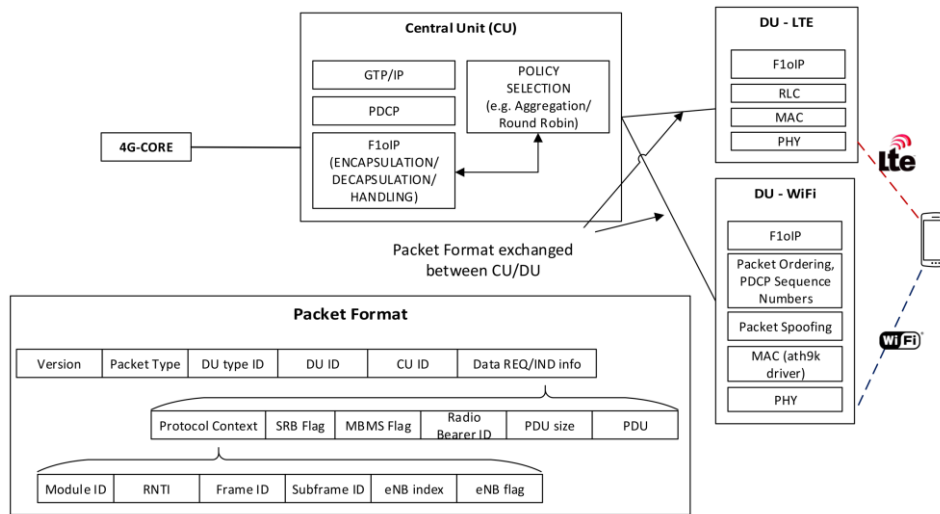 Central Unit (CU)
GTP/IP
PDCP
F1oIP
(ENCAPSULATION/
DECAPSULATION/
HANDLING)
POLICY
SELECTION
(e.g. Aggregation/
Round Robin)
4G-CORE
DU - LTE
F1oIP
RLC
MAC
PHY
Lte
DU - WiFi
F1oIP
Packet Ordering,
PDCP Sequence
Numbers
Packet Spoofing
MAC (ath9k
driver)
PHY
WiFi
Packet Format exchanged
between CU/DU
Packet Format
Version Packet Type DU type ID DU ID CU ID Data REQ/IND info
Protocol Context SRB Flag MBMS Flag Radio Bearer ID PDU size PDU
Module ID RNTI Frame ID Subframe ID eNB index eNB flag